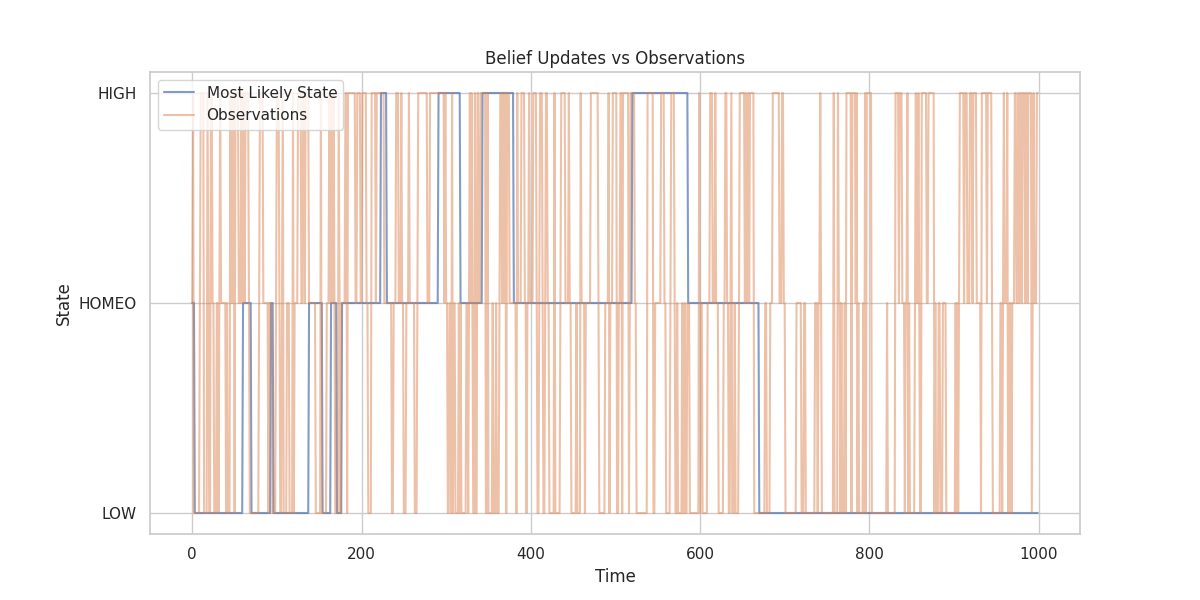 Belief Updates vs Observations
Most Likely State
Observations
State
HIGH
HOMEO
LOW
0 200 400 600 800 1000
Time